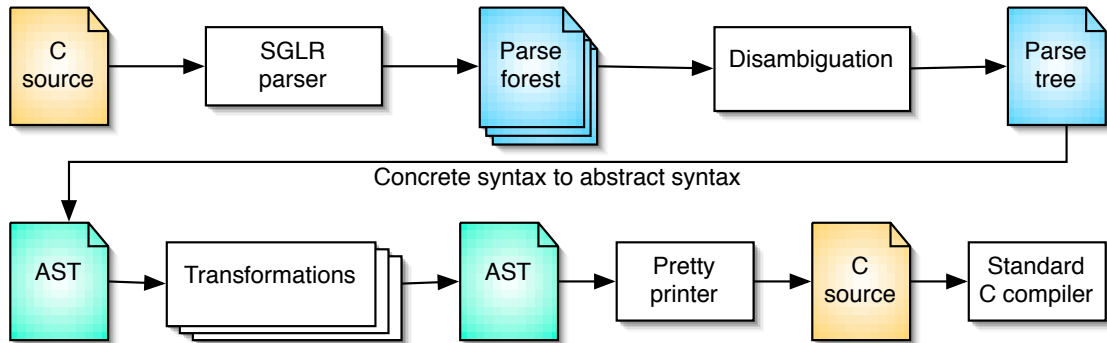 C
source
SGLR
parser
Parse
forest
Disambiguation
Parse
tree
Concrete syntax to abstract syntax
AST
Transformations
AST
Pretty
printer
C
source
Standard
C compiler